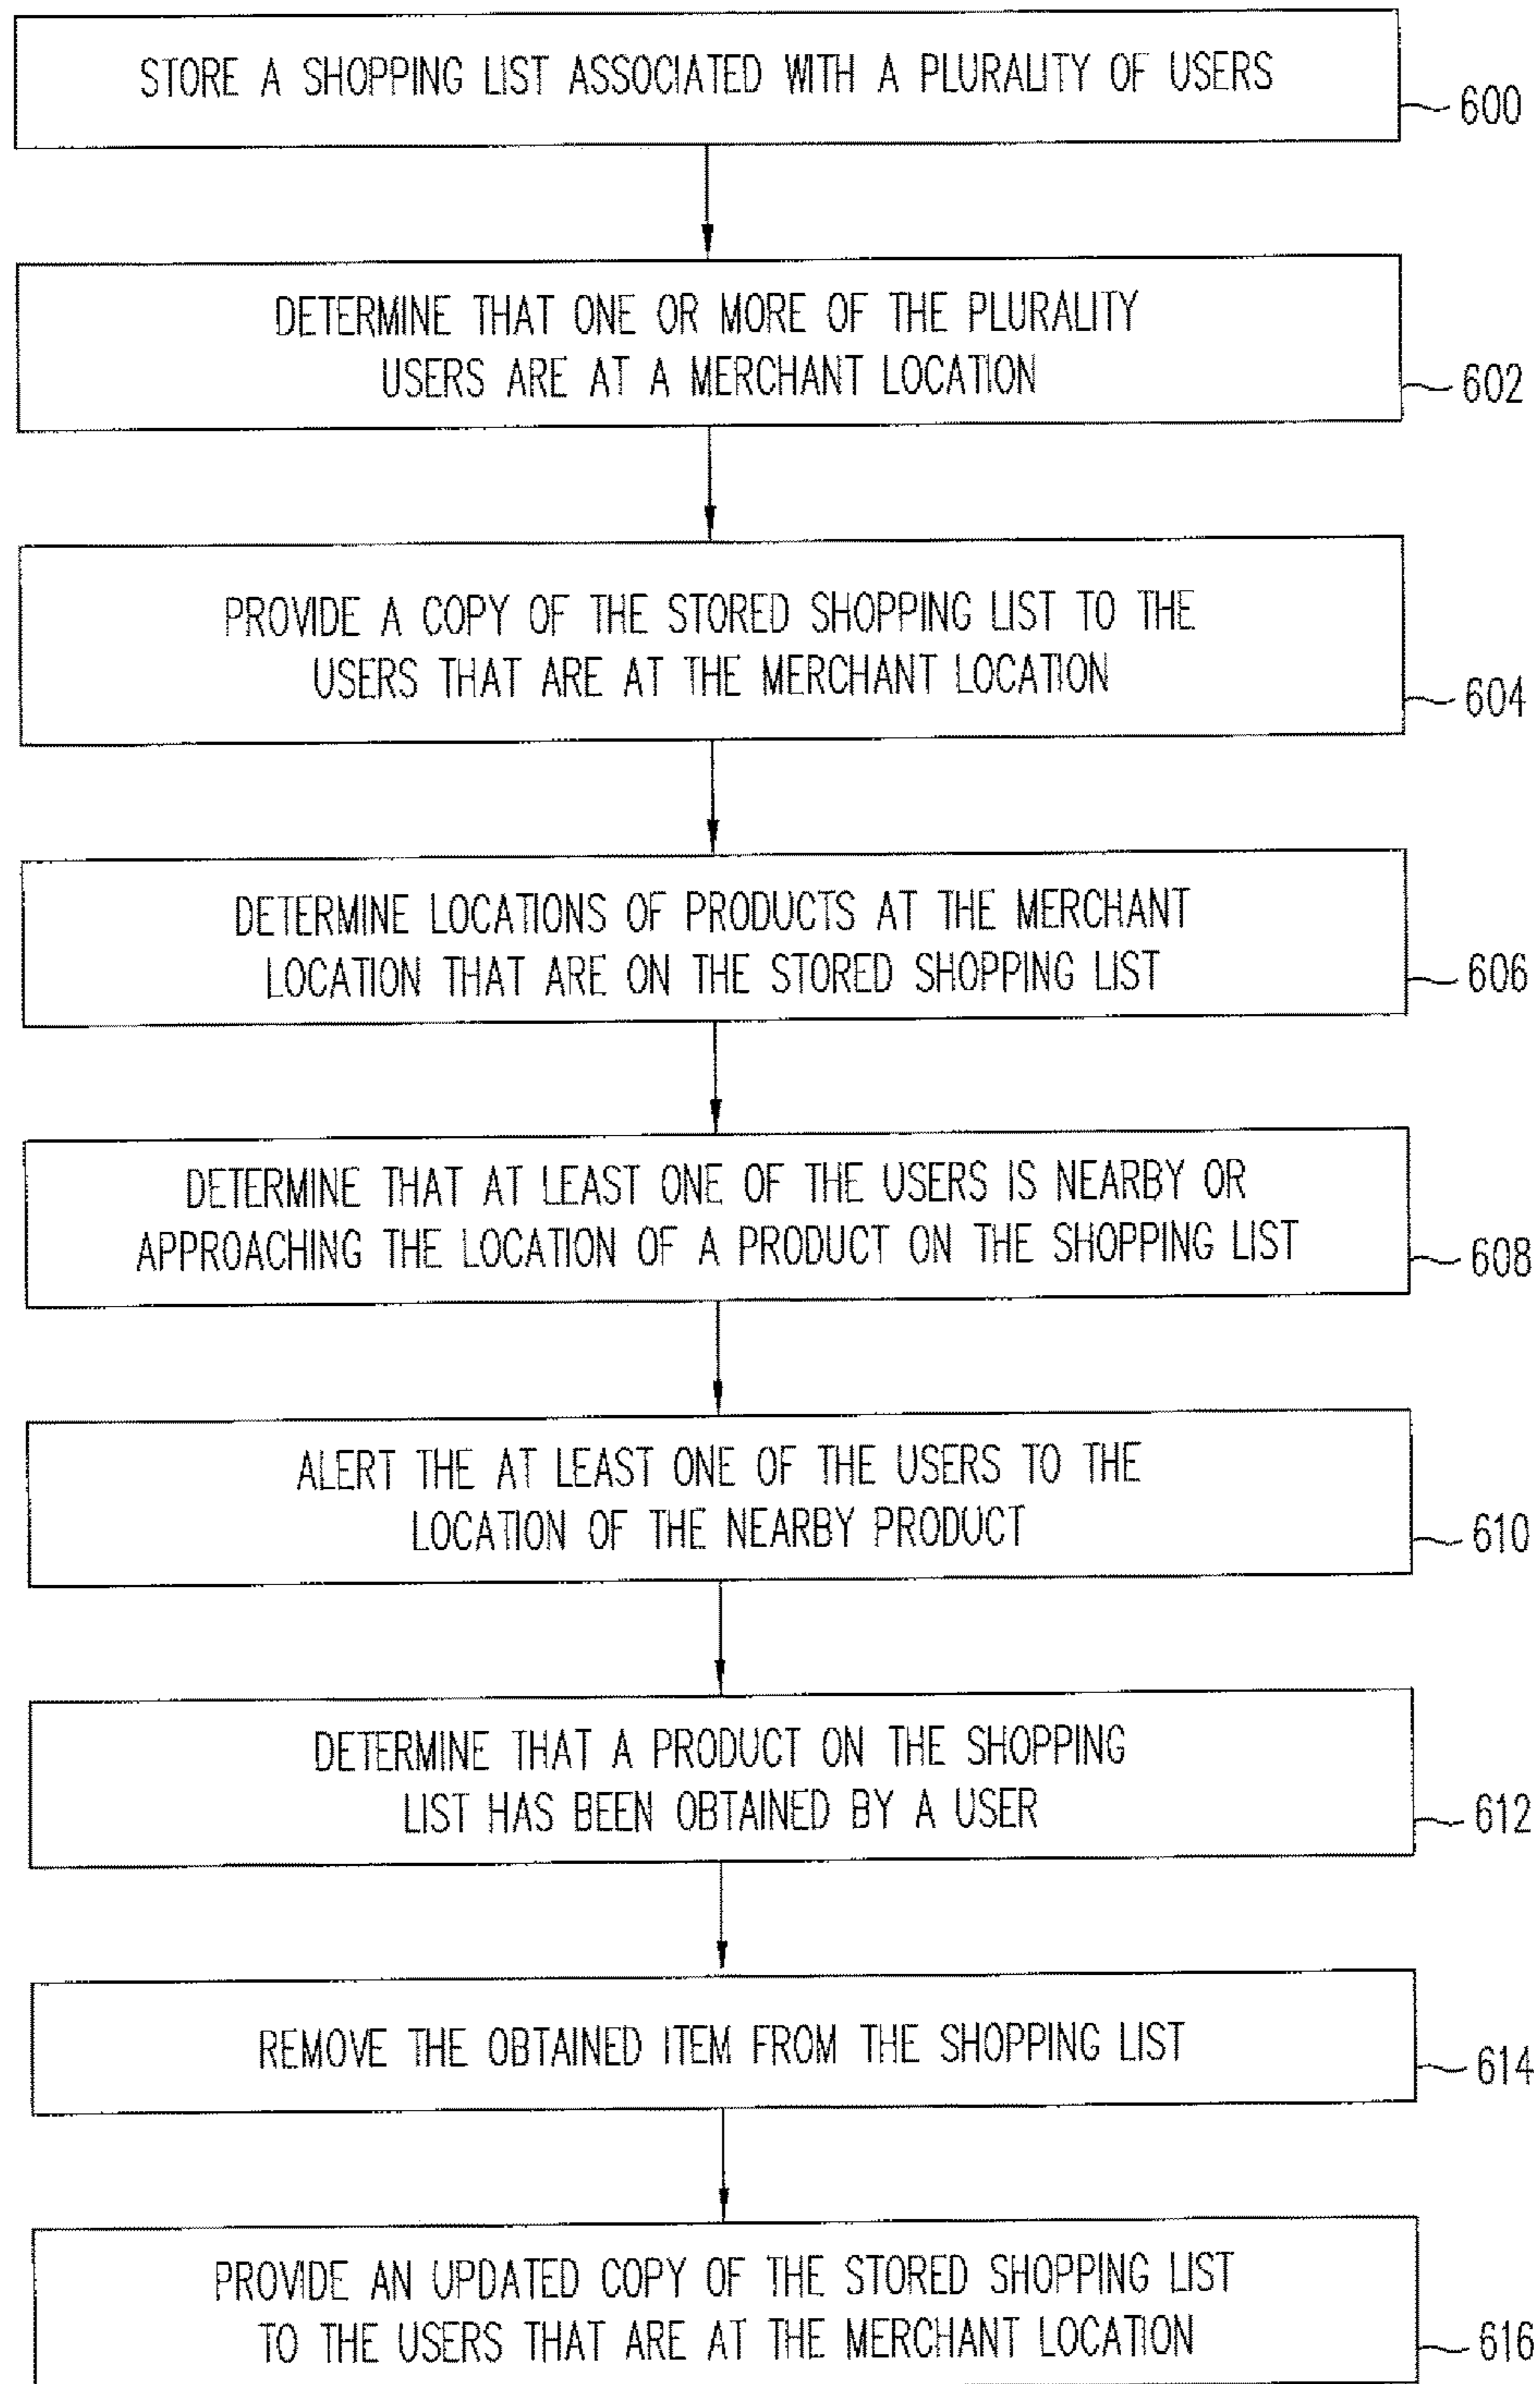 STORE A SHOPPING LIST ASSOCIATED WITH A PLURALITY OF USERS
600
DETERMINE THAT ONE OR MORE OF THE PLURALITY
USERS ARE AT A MERCHANT LOCATION
602
PROVIDE A COPY OF THE STORED SHOPPING LIST TO THE
USERS THAT ARE AT THE MERCHANT LOCATION
604
DETERMINE LOCATIONS OF PRODUCTS AT THE MERCHANT
LOCATION THAT ARE ON THE STORED SHOPPING LIST
606
DETERMINE THAT AT LEAST ONE OF THE USERS IS NEARBY OR
APPROACHING THE LOCATION OF A PRODUCT ON THE SHOPPING LIST
608
ALERT THE AT LEAST ONE OF THE USERS TO THE
LOCATION OF THE NEARBY PRODUCT
610
DETERMINE THAT A PRODUCT ON THE SHOPPING
LIST HAS BEEN OBTAINED BY A USER
612
REMOVE THE OBTAINED ITEM FROM THE SHOPPING LIST
614
PROVIDE AN UPDATED COPY OF THE STORED SHOPPING LIST
TO THE USERS THAT ARE AT THE MERCHANT LOCATION
616